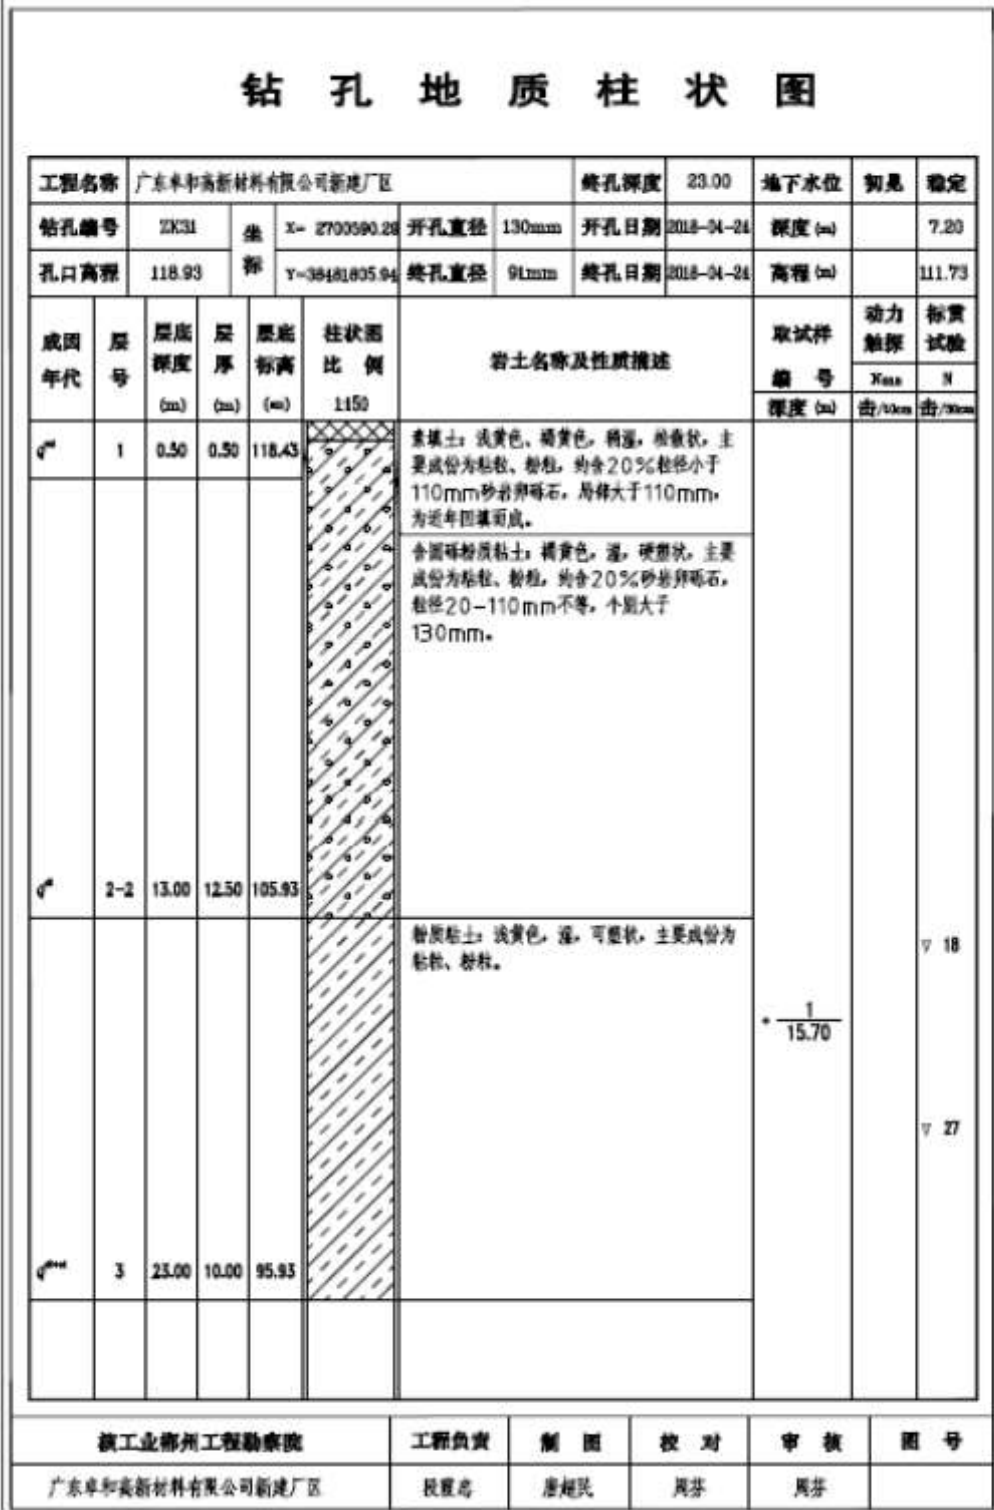 钻孔地质柱状图
工程名称 广东卓和高新材料有限公司新建厂区 终孔深度 23.00 地下水位 初见 稳定
钻孔编号 ZK31 坐标 X= 2700590.29 开孔直径 130mm 开孔日期 2018-04-24 深度(m) 7.20
孔口高程 118.93 Y=38481805.94 终孔直径 91mm 终孔日期 2018-04-24 高程(m) 111.73
成因年代 层号 层底深度(m) 层厚(m) 层底标高(m) 柱状图比例 1:150 岩土名称及性质描述 取试样编号深度(m) 动力触探 击/10cm 标贯试验 N 击/30cm
1 0.50 0.50 118.43
素填土：浅黄色、褐黄色，稍湿，松散状，主
要成份为粘粒、粉粒，约含20%粒径小于
110mm砂岩卵砾石，局部大于110mm，
为近年回填而成。
含圆砾粉质粘土：褐黄色，湿，硬塑状，主要
成份为粘粒、粉粒，约含20%砂岩卵砾石，
粒径20-110mm不等，个别大于
130mm。
2-2 13.00 12.50 105.93
粉质粘土：浅黄色，湿，可塑状，主要成份为
粘粒、粉粒。
▽ 18
1
15.70
▽ 27
3 23.00 10.00 95.93
核工业郴州工程勘察院 工程负责 制图 校对 审核 图号
广东卓和高新材料有限公司新建厂区 唐超民 周芬 周芬